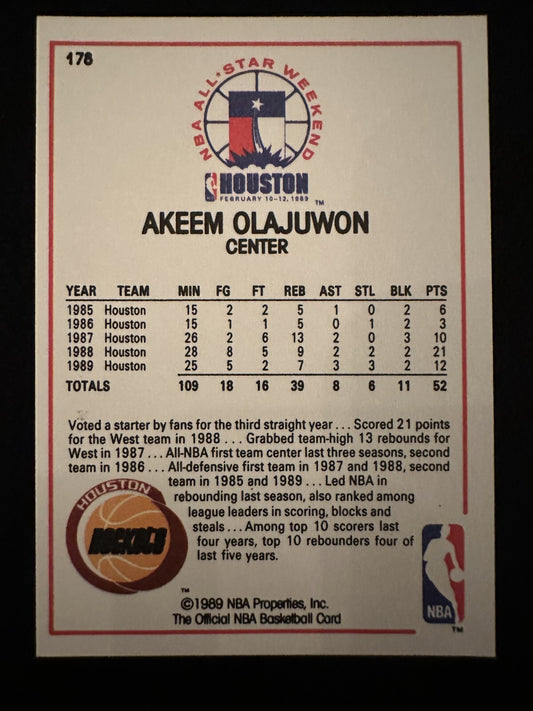 178
NBA ALL★STAR WEEKEND
HOUSTON
FEBRUARY 10-12, 1989 ™
AKEEM OLAJUWON
CENTER
YEAR TEAM MIN FG FT REB AST STL BLK PTS
1985 Houston 15 2 2 5 1 0 2 6
1986 Houston 15 1 1 5 0 1 2 3
1987 Houston 26 2 6 13 2 0 3 10
1988 Houston 28 8 5 9 2 2 2 21
1989 Houston 25 5 2 7 3 3 2 12
TOTALS 109 18 16 39 8 6 11 52
Voted a starter by fans for the third straight year . . . Scored 21 points
for the West team in 1988 . . . Grabbed team-high 13 rebounds for
West in 1987 . . . All-NBA first team center last three seasons, second
team in 1986 . . . All-defensive first team in 1987 and 1988, second
team in 1985 and 1989 . . . Led NBA in
rebounding last season, also ranked among
league leaders in scoring, blocks and
steals . . . Among top 10 scorers last
four years, top 10 rebounders four of
last five years.
HOUSTON
ROCKETS
™
©1989 NBA Properties, Inc.
The Official NBA Basketball Card
NBA
™